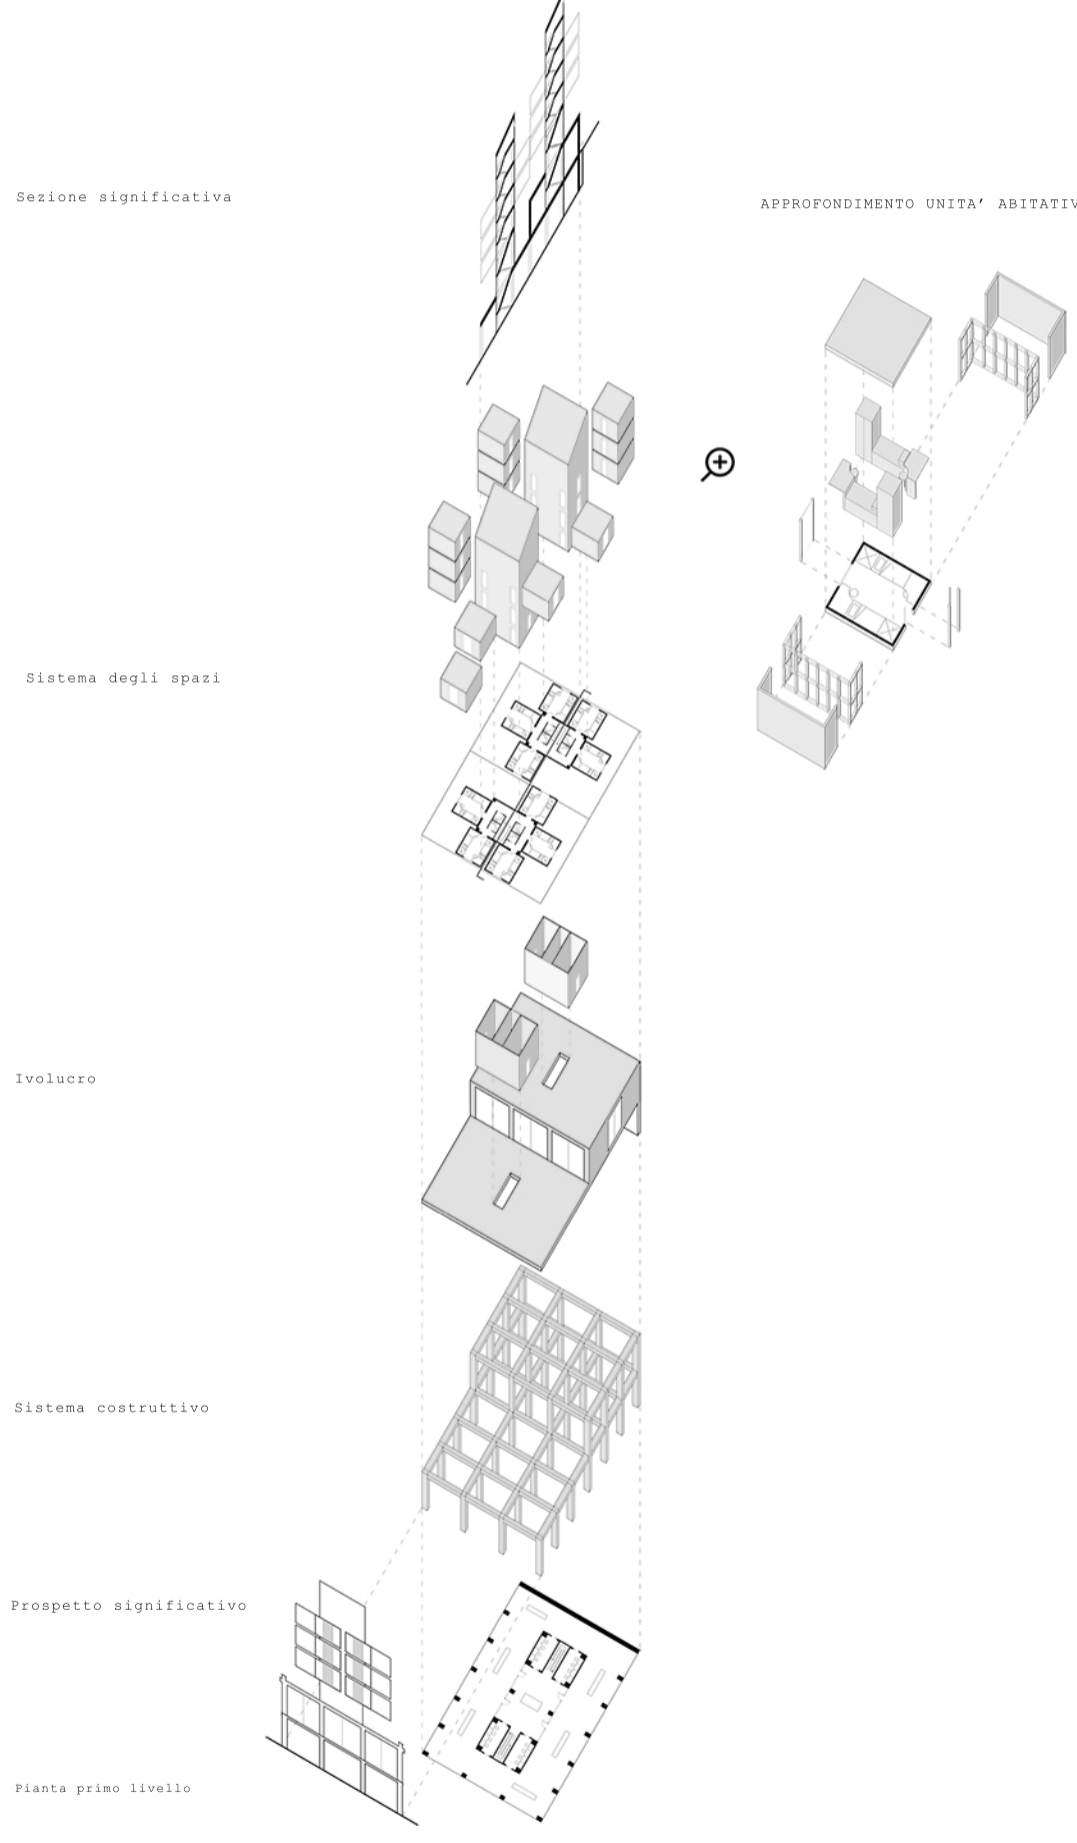 Sezione significativa
APPROFONDIMENTO UNITA' ABITATIV
Sistema degli spazi
Ivolucro
Sistema costruttivo
Prospetto significativo
Pianta primo livello